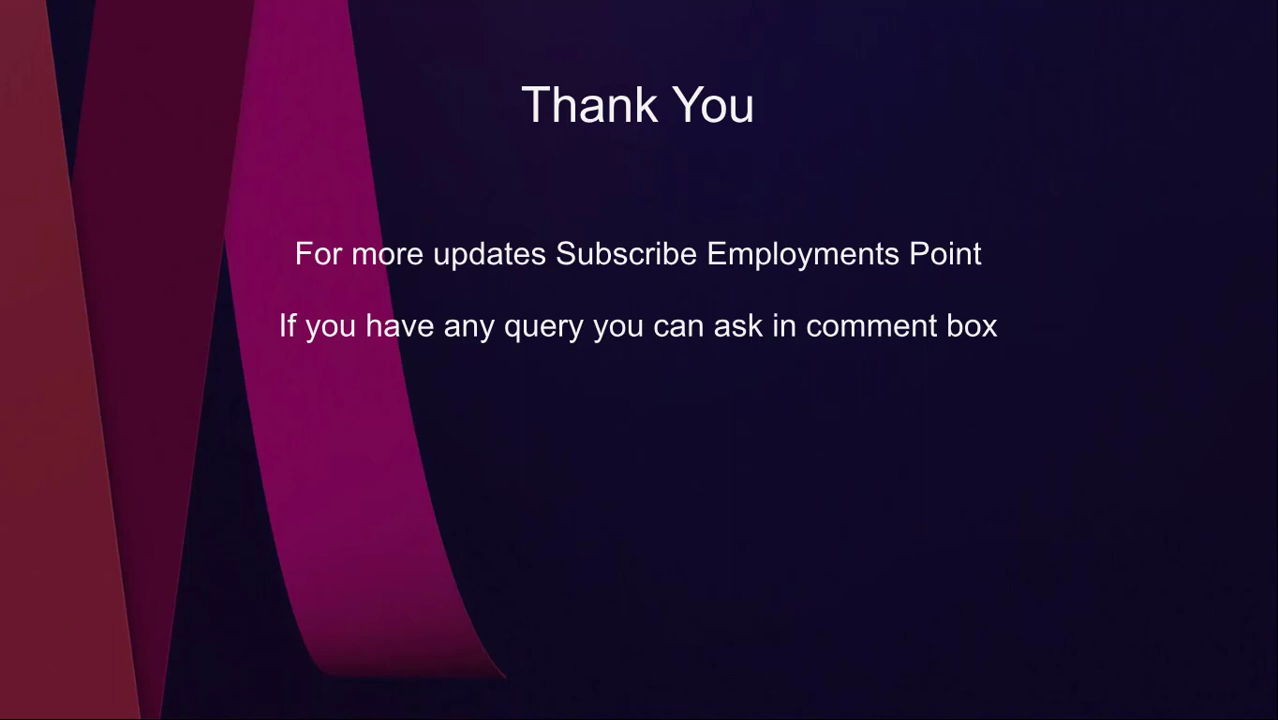 Thank You
For more updates Subscribe Employments Point
If you have any query you can ask in comment box